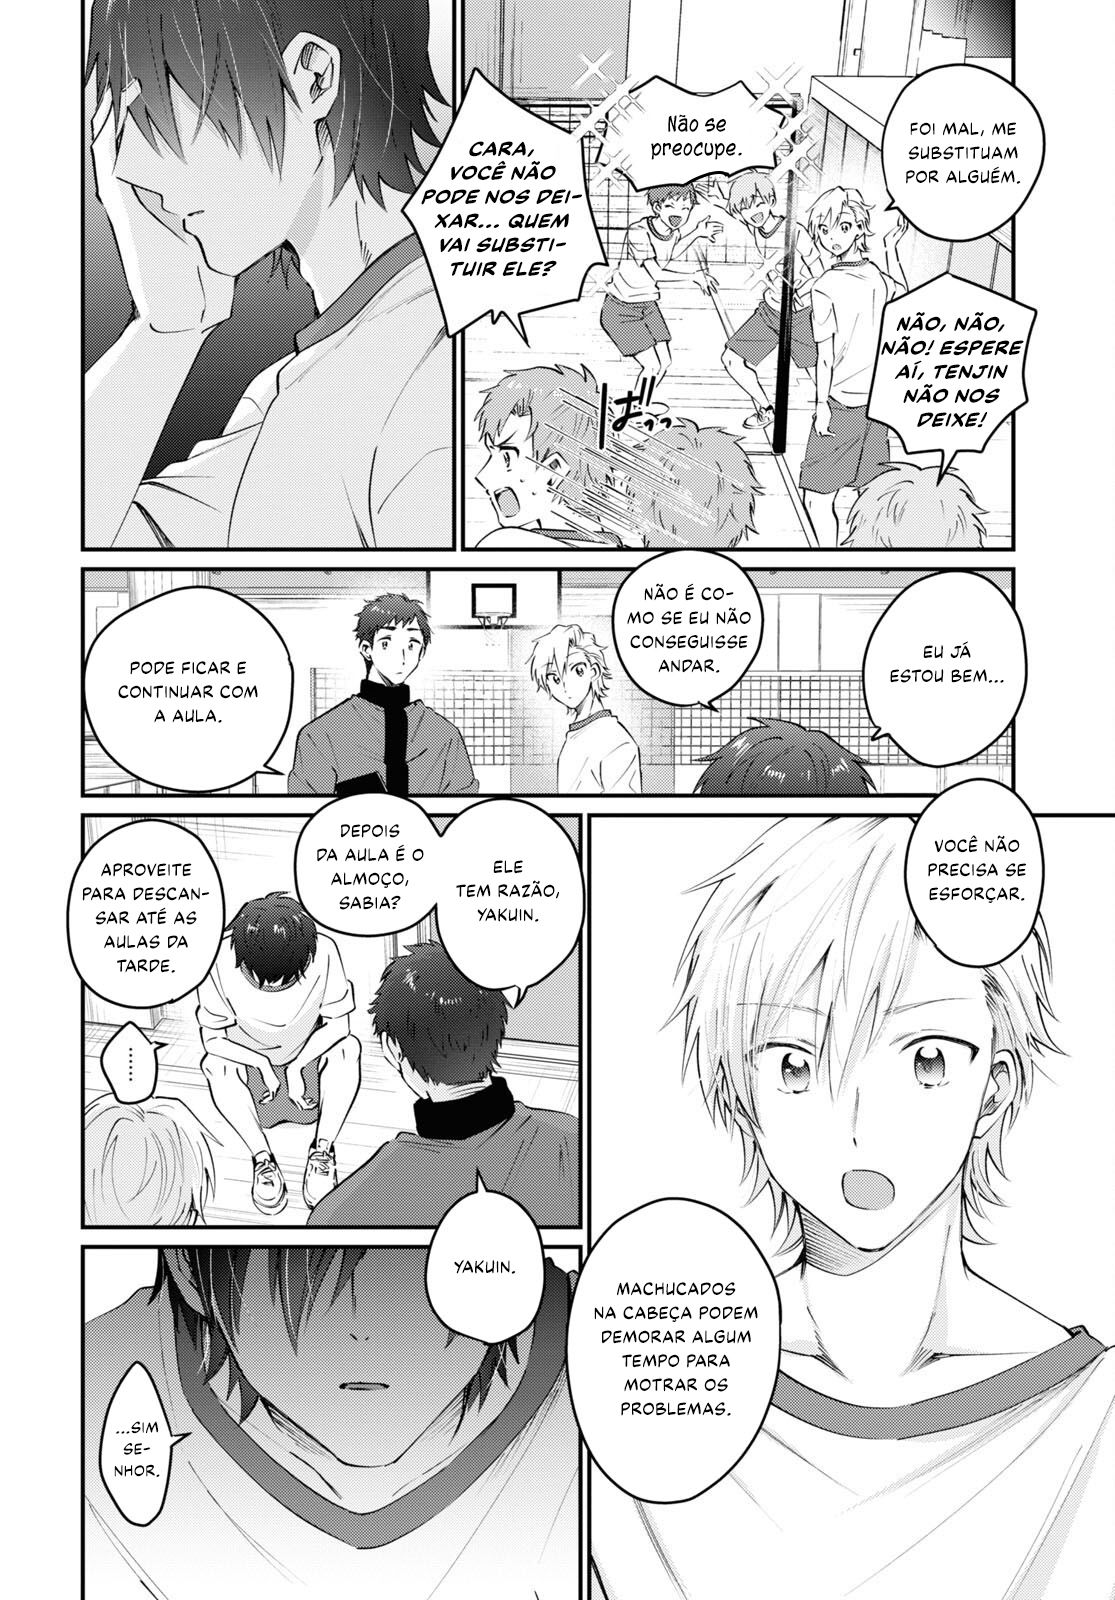 FOI MAL, ME
SUBSTITUAM
POR ALGUÉM.
Não se
preocupe.
NÃO, NÃO,
NÃO! ESPERE
AÍ, TENJIN
NÃO NOS
DEIXE!
CARA,
VOCÊ NÃO
PODE NOS DEI-
XAR... QUEM
VAI SUBSTI-
TUIR ELE?
ばっっ
EU JÁ
ESTOU BEM...
NÃO É CO-
MO SE EU NÃO
CONSEGUISSE
ANDAR.
PODE FICAR E
CONTINUAR COM
A AULA.
VOCÊ NÃO
PRECISA SE
ESFORÇAR.
MACHUCADOS
NA CABEÇA PODEM
DEMORAR ALGUM
TEMPO PARA
MOTRAR OS
PROBLEMAS.
ELE
TEM RAZÃO,
YAKUIN.
DEPOIS
DA AULA É O
ALMOÇO,
SABIA?
APROVEITE
PARA DESCAN-
SAR ATÉ AS
AULAS DA
TARDE.
........
YAKUIN.
...SIM
SE-
NHOR.